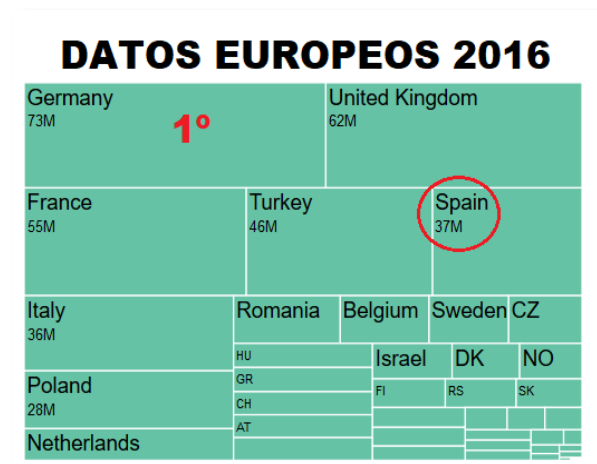 DATOS EUROPEOS 2016
Germany
73M
1º
United Kingdom
62M
France
55M
Turkey
46M
Spain
37M
Italy
36M
Romania
Belgium
Sweden
CZ
HU
Israel
DK
NO
GR
FI
RS
SK
Poland
28M
CH
AT
Netherlands